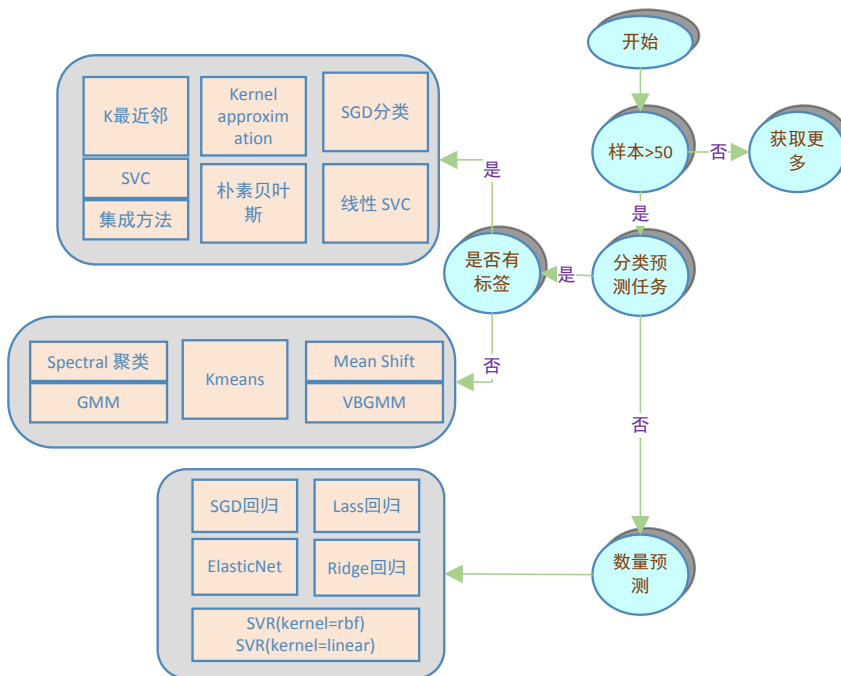 开始
样本>50
否
获取更
多
是
分类预
测任务
是
是否有
标签
是
K最近邻
Kernel
approxim
ation
SGD分类
SVC
集成方法
朴素贝叶
斯
线性 SVC
否
Spectral 聚类
GMM
Kmeans
Mean Shift
VBGMM
否
数量预
测
SGD回归
Lass回归
ElasticNet
Ridge回归
SVR(kernel=rbf)
SVR(kernel=linear)